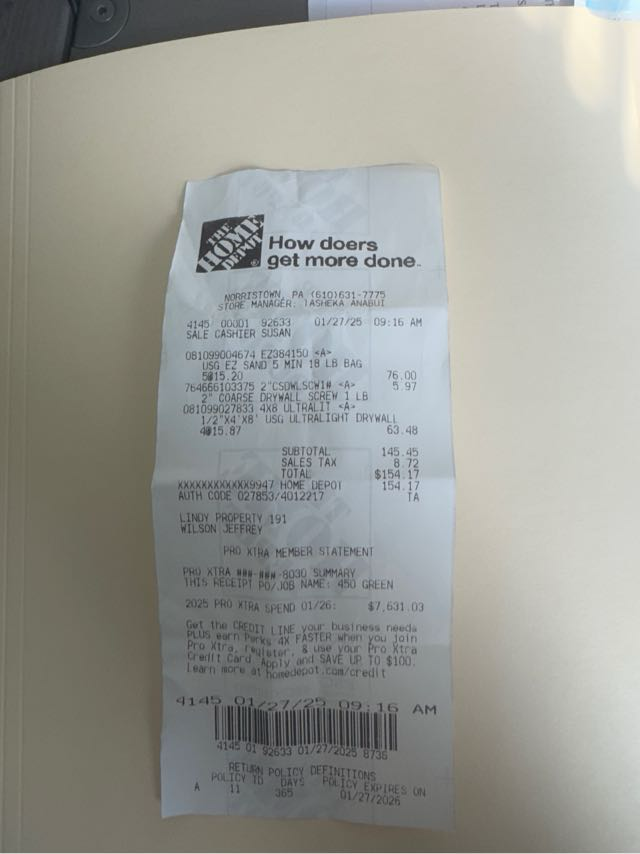 THE
HOME
DEPOT
How doers
get more done.
NORRISTOWN, PA (610)631-7775
STORE MANAGER: TASHEKA ANABUI
4145 00001 92633 01/27/25 09:16 AM
SALE CASHIER SUSAN
081099004674 EZ384150 <A>
USG EZ SAND 5 MIN 18 LB BAG
5@15.20 76.00
764666103375 2"CSDWLSCW1# <A> 5.97
2" COARSE DRYWALL SCREW 1 LB
081099027833 4X8 ULTRALIT <A>
1/2"X4'X8' USG ULTRALIGHT DRYWALL
4@15.87 63.48
SUBTOTAL 145.45
SALES TAX 8.72
TOTAL $154.17
XXXXXXXXXXXX9947 HOME DEPOT 154.17
AUTH CODE 027853/4012217 TA
LINDY PROPERTY 191
WILSON JEFFREY
PRO XTRA MEMBER STATEMENT
PRO XTRA ###-###-8030 SUMMARY
THIS RECEIPT PO/JOB NAME: 450 GREEN
2025 PRO XTRA SPEND 01/26: $7,631.03
Get the CREDIT LINE your business needs
PLUS earn Perks 4X FASTER when you join
Pro Xtra, register, & use your Pro Xtra
Credit Card. Apply and SAVE UP TO $100.
Learn more at homedepot.com/credit
4145 01/27/25 09:16 AM
4145 01 92633 01/27/2025 8736
RETURN POLICY DEFINITIONS
POLICY ID DAYS POLICY EXPIRES ON
A 11 365 01/27/2026